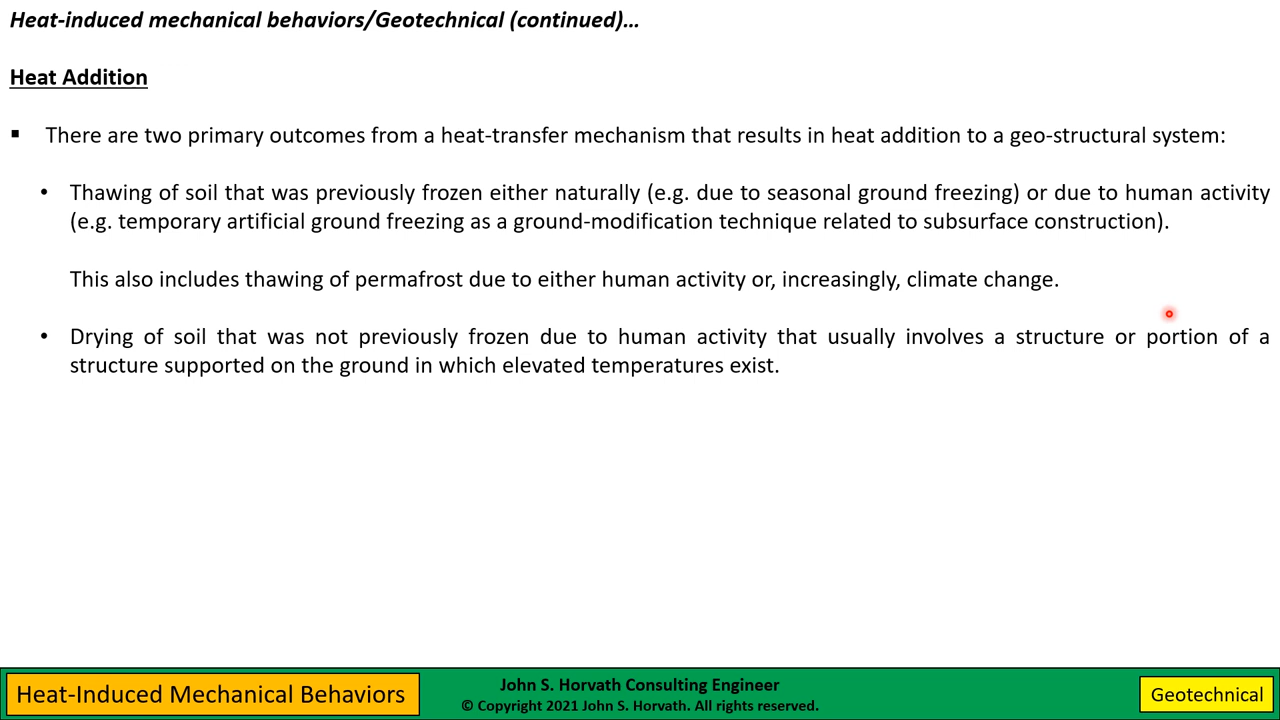 Heat-induced mechanical behaviors/Geotechnical (continued)…
Heat Addition
▪ There are two primary outcomes from a heat-transfer mechanism that results in heat addition to a geo-structural system:
• Thawing of soil that was previously frozen either naturally (e.g. due to seasonal ground freezing) or due to human activity
(e.g. temporary artificial ground freezing as a ground-modification technique related to subsurface construction).
This also includes thawing of permafrost due to either human activity or, increasingly, climate change.
• Drying of soil that was not previously frozen due to human activity that usually involves a structure or portion of a
structure supported on the ground in which elevated temperatures exist.
Heat-Induced Mechanical Behaviors
John S. Horvath Consulting Engineer
© Copyright 2021 John S. Horvath. All rights reserved.
Geotechnical